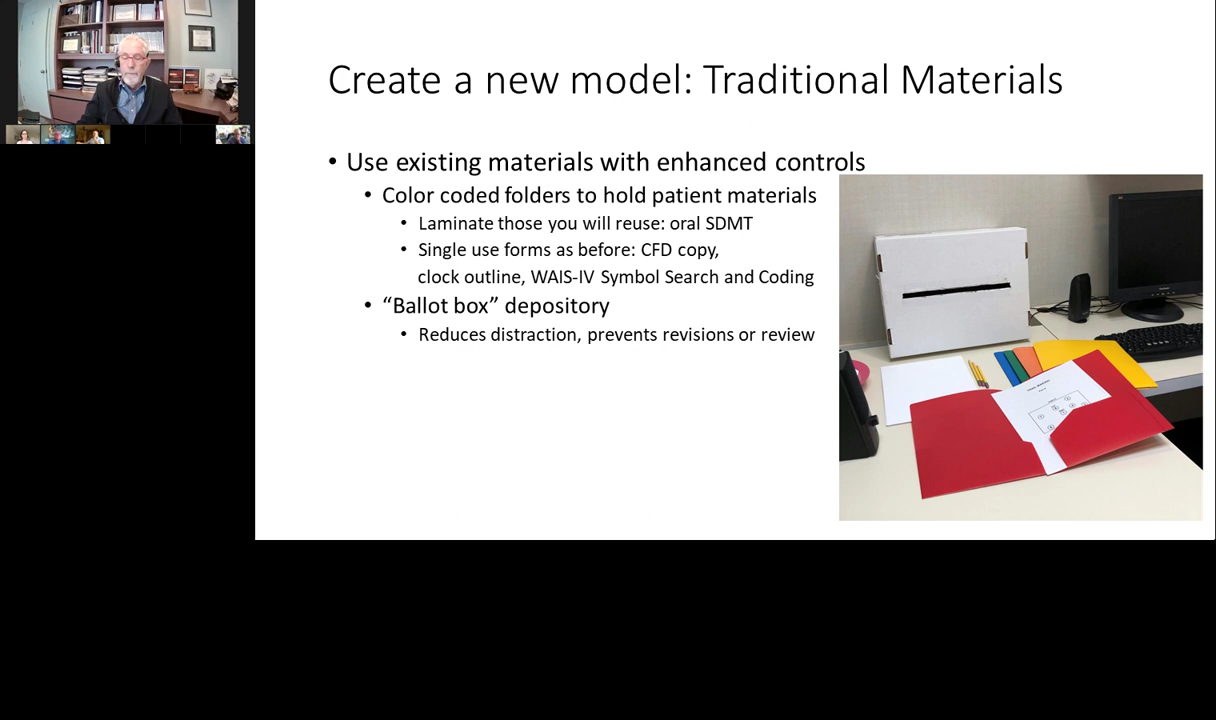 Create a new model: Traditional Materials
• Use existing materials with enhanced controls
• Color coded folders to hold patient materials
• Laminate those you will reuse: oral SDMT
• Single use forms as before: CFD copy,
clock outline, WAIS-IV Symbol Search and Coding
• “Ballot box” depository
• Reduces distraction, prevents revisions or review